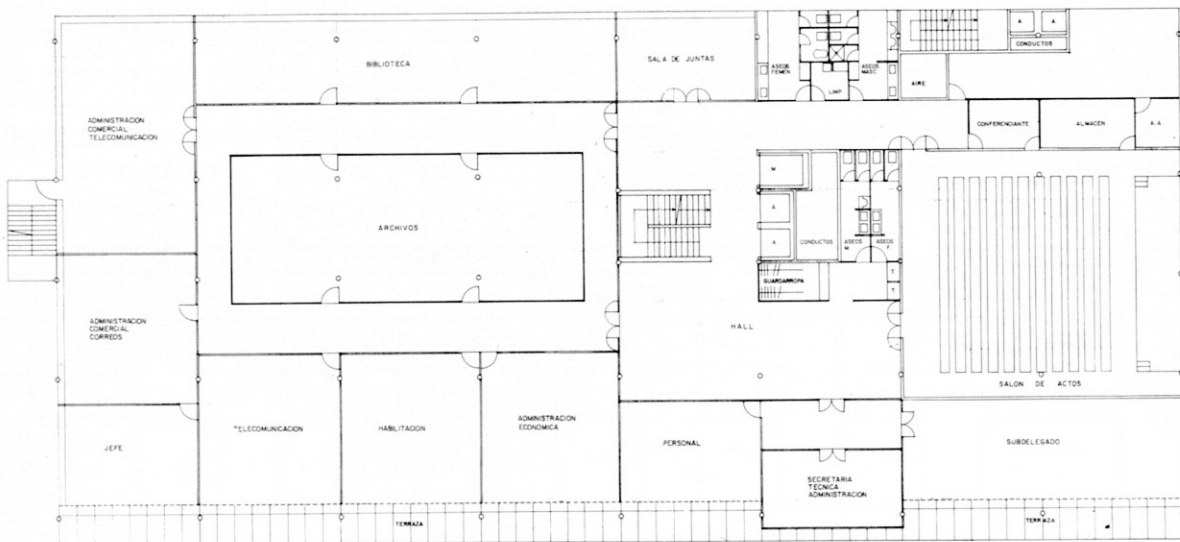 BIBLIOTECA
SALA DE JUNTAS
ASEOS
FEMEN
LIMP
ASEOS
MASC
A
A
CONDUCTOS
AIRE
ADMINISTRACION
COMERCIAL
TELECOMUNICACION
CONFERENCIANTE
ALMACEN
A.A.
M
A
A
CONDUCTOS
ASEOS
M.
ASEOS
F
ARCHIVOS
GUARDARROPA
T.
T.
HALL
ADMINISTRACION
COMERCIAL
CORREOS
SALON DE ACTOS
JEFE
TELECOMUNICACION
HABILITACION
ADMINISTRACION
ECONOMICA
PERSONAL
SUBDELEGADO
SECRETARIA
TECNICA
ADMINISTRACION
TERRAZA
TERRAZA